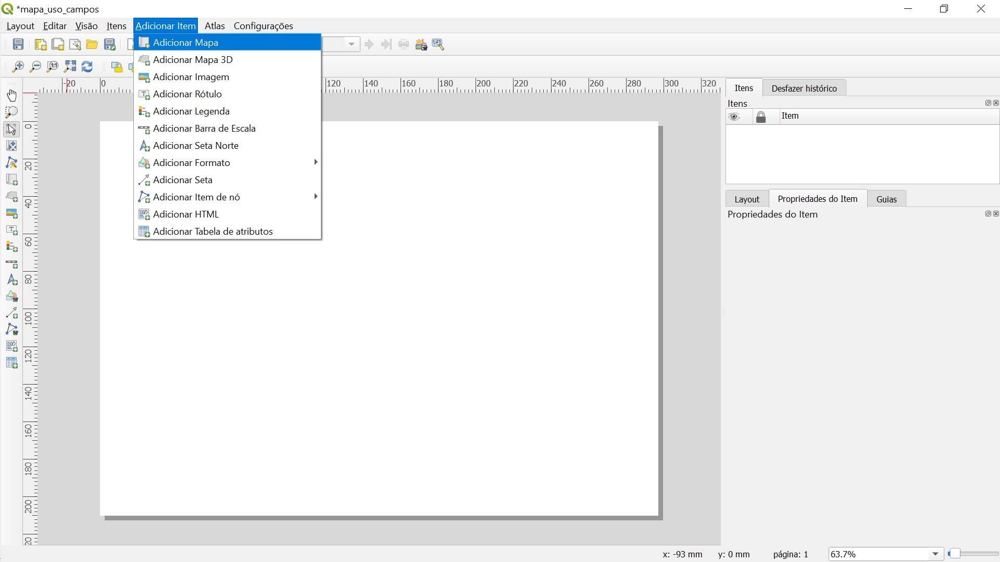 *mapa_uso_campos
Layout Editar Visão Itens Adicionar Item Atlas Configurações
Adicionar Mapa
Adicionar Mapa 3D
Adicionar Imagem
Adicionar Rótulo
Adicionar Legenda
Adicionar Barra de Escala
Adicionar Seta Norte
Adicionar Formato
Adicionar Seta
Adicionar Item de nó
Adicionar HTML
Adicionar Tabela de atributos
1:1
-20 0 120 140 160 180 200 220 240 260 280 300 320
0
20
40
60
80
100
120
140
160
180
200
20
Itens Desfazer histórico
Itens
Item
Layout Propriedades do Item Guias
Propriedades do Item
x: -93 mm y: 0 mm página: 1 63.7%